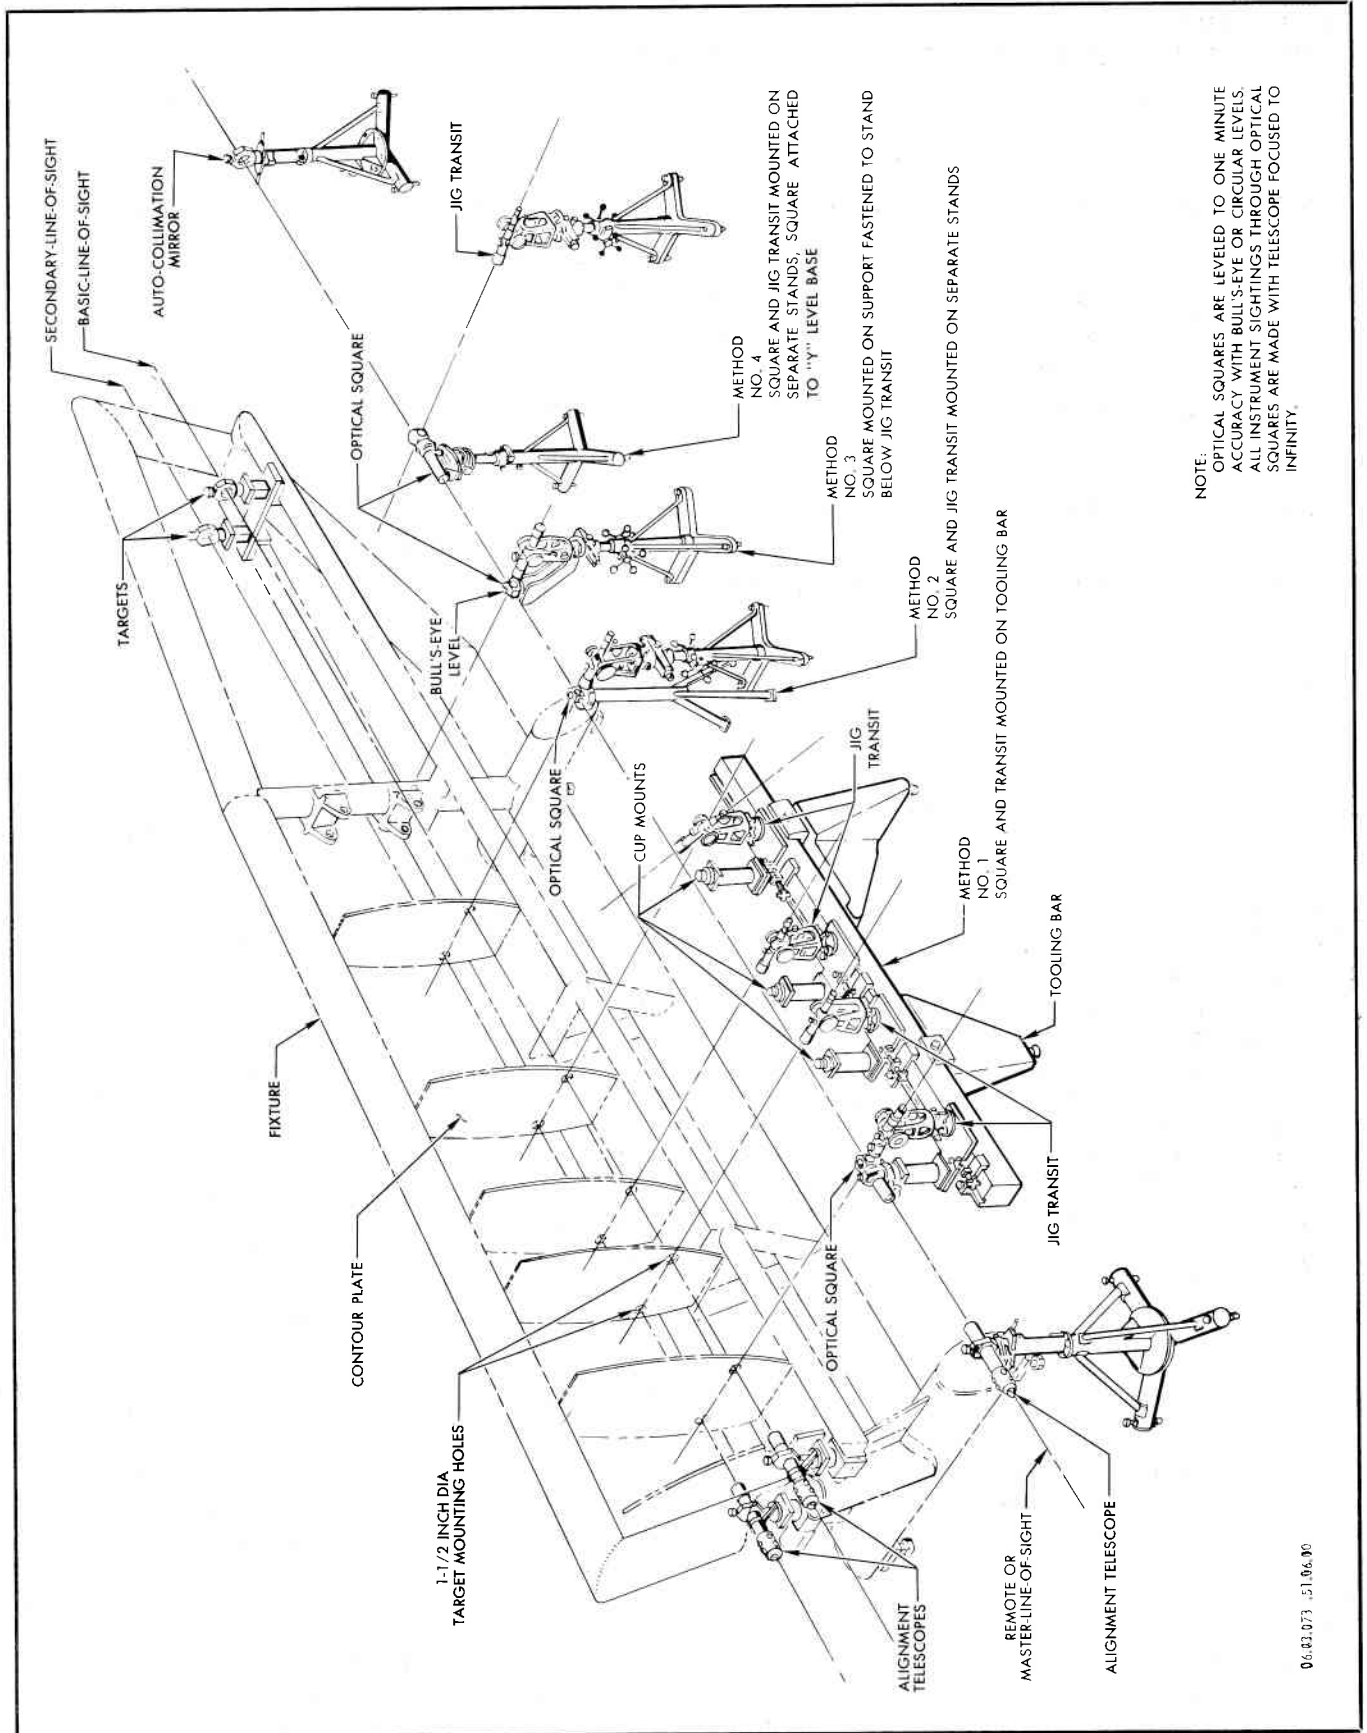 SECONDARY-LINE-OF-SIGHT
BASIC-LINE-OF-SIGHT
AUTO-COLLIMATION
MIRROR
JIG TRANSIT
TARGETS
OPTICAL SQUARE
BULL'S-EYE
LEVEL
METHOD
NO. 4
SQUARE AND JIG TRANSIT MOUNTED ON
SEPARATE STANDS, SQUARE ATTACHED
TO "Y" LEVEL BASE
METHOD
NO. 3
SQUARE MOUNTED ON SUPPORT FASTENED TO STAND
BELOW JIG TRANSIT
METHOD
NO. 2
SQUARE AND JIG TRANSIT MOUNTED ON SEPARATE STANDS
FIXTURE
OPTICAL SQUARE
CUP MOUNTS
JIG
TRANSIT
METHOD
NO. 1
SQUARE AND TRANSIT MOUNTED ON TOOLING BAR
TOOLING BAR
CONTOUR PLATE
OPTICAL SQUARE
JIG TRANSIT
1-1/2 INCH DIA
TARGET MOUNTING HOLES
ALIGNMENT
TELESCOPES
REMOTE OR
MASTER-LINE-OF-SIGHT
ALIGNMENT TELESCOPE
NOTE:
OPTICAL SQUARES ARE LEVELED TO ONE MINUTE
ACCURACY WITH BULL'S-EYE OR CIRCULAR LEVELS.
ALL INSTRUMENT SIGHTINGS THROUGH OPTICAL
SQUARES ARE MADE WITH TELESCOPE FOCUSED TO
INFINITY.